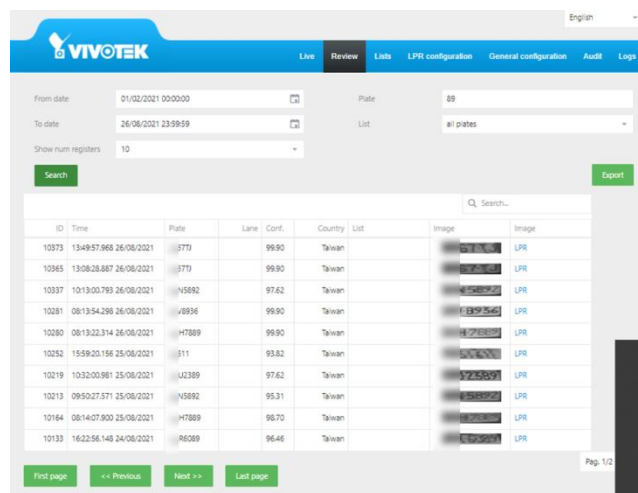 English
VIVOTEK
Live Review Lists LPR configuration General configuration Audit Logs
From date 01/02/2021 00:00:00 Plate 89
To date 26/08/2021 23:59:59 List all plates
Show num registers 10
Search Export
Search...
ID Time Plate Lane Conf. Country List Image Image
10373 13:49:57.968 26/08/2021 57TJ 99.90 Taiwan LPR
10365 13:08:28.887 26/08/2021 57TJ 99.90 Taiwan LPR
10337 10:13:00.793 26/08/2021 N5892 97.62 Taiwan LPR
10281 08:13:54.298 26/08/2021 V8936 99.90 Taiwan 8936 LPR
10280 08:13:22.314 26/08/2021 H7889 99.90 Taiwan H 7889 LPR
10252 15:59:20.156 25/08/2021 511 93.82 Taiwan LPR
10219 10:32:00.981 25/08/2021 U2389 97.62 Taiwan LPR
10213 09:50:27.571 25/08/2021 N5892 95.31 Taiwan LPR
10164 08:14:07.900 25/08/2021 H7889 98.70 Taiwan LPR
10133 16:22:56.148 24/08/2021 R6089 96.46 Taiwan LPR
Pag. 1/2
First page << Previous Next >> Last page